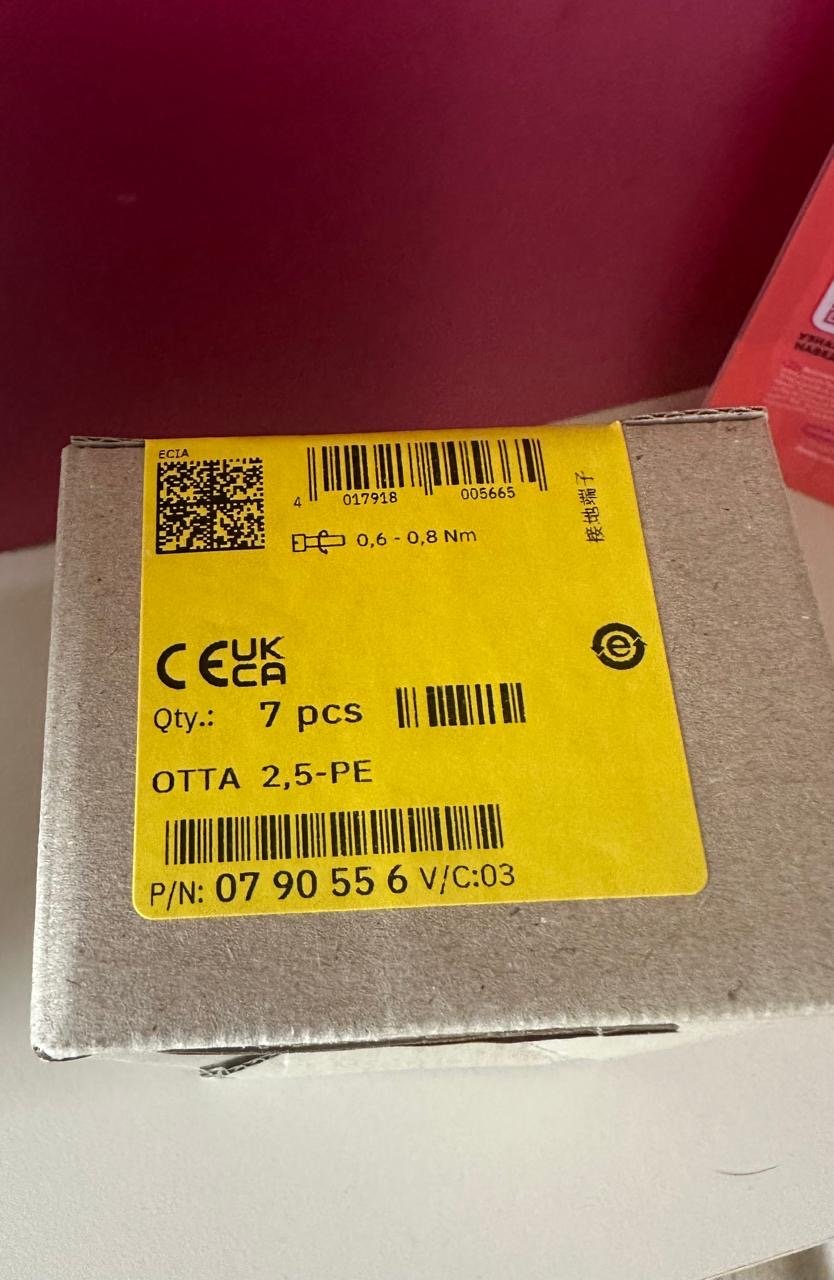 ECIA
4 017918 005665
接地端子
0,6 - 0,8 Nm
CE UK CA
e
Qty.: 7 pcs
OTTA 2,5-PE
P/N: 07 90 55 6 V/C:03